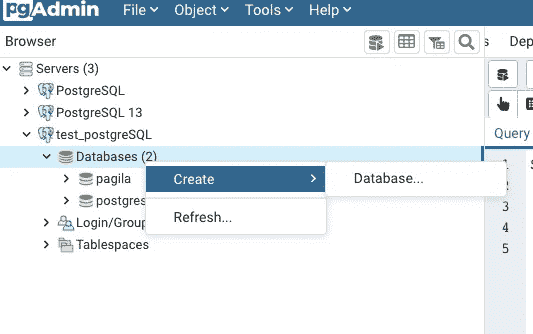 pgAdmin File Object Tools Help
Browser
s Dep
Servers (3)
PostgreSQL
PostgreSQL 13
test_postgreSQL
Query
Databases (2)
1
pagila
Create
Database...
2
postgres
3
Refresh...
Login/Group
4
Tablespaces
5